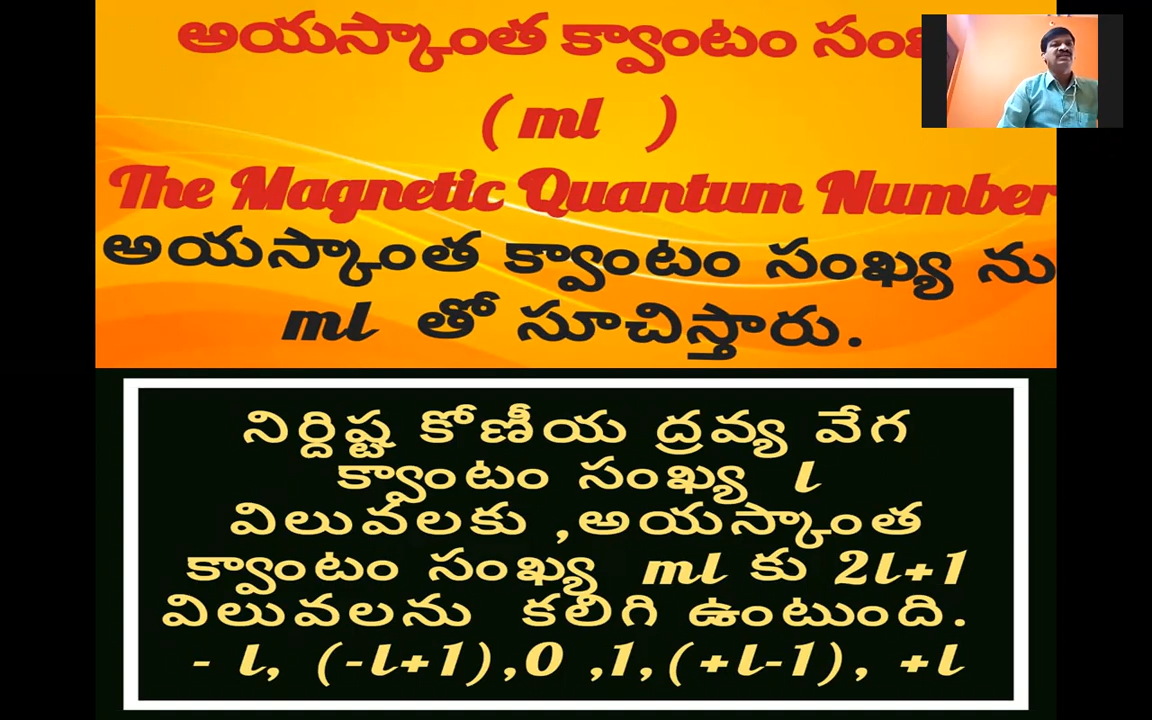 అయస్కాంత క్వాంటం
( ml )
The Magnetic Quantum Number
అయస్కాంత క్వాంటం సంఖ్య ను
ml తో సూచిస్తారు.
నిర్దిష్ట కోణీయ ద్రవ్య వేగ
క్వాంటం సంఖ్య l
విలువలకు ,అయస్కాంత
క్వాంటం సంఖ్య ml కు 2l+1
విలువలను కలిగి ఉంటుంది.
- l, (-l+1),0 ,1,(+l-1), +l